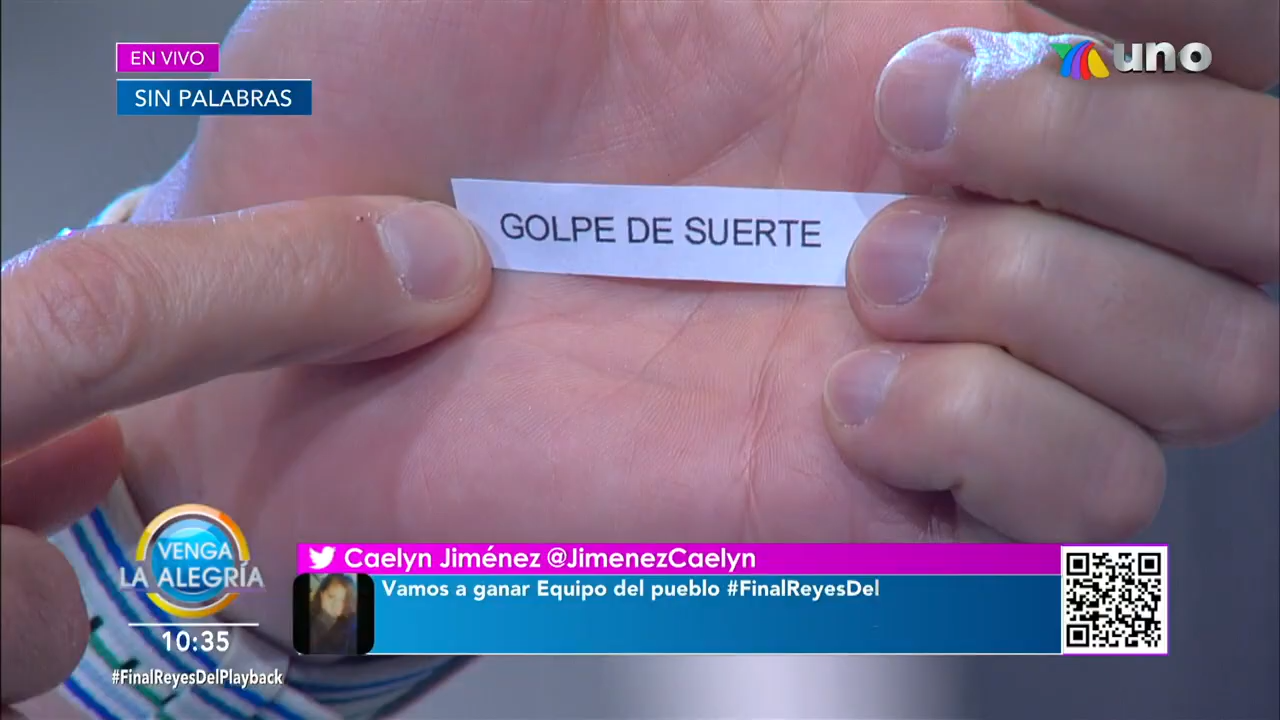 EN VIVO
SIN PALABRAS
uno
GOLPE DE SUERTE
Caelyn Jiménez @JimenezCaelyn
Vamos a ganar Equipo del pueblo #FinalReyesDel
VENGA
LA ALEGRÍA
10:35
#FinalReyesDelPlayback